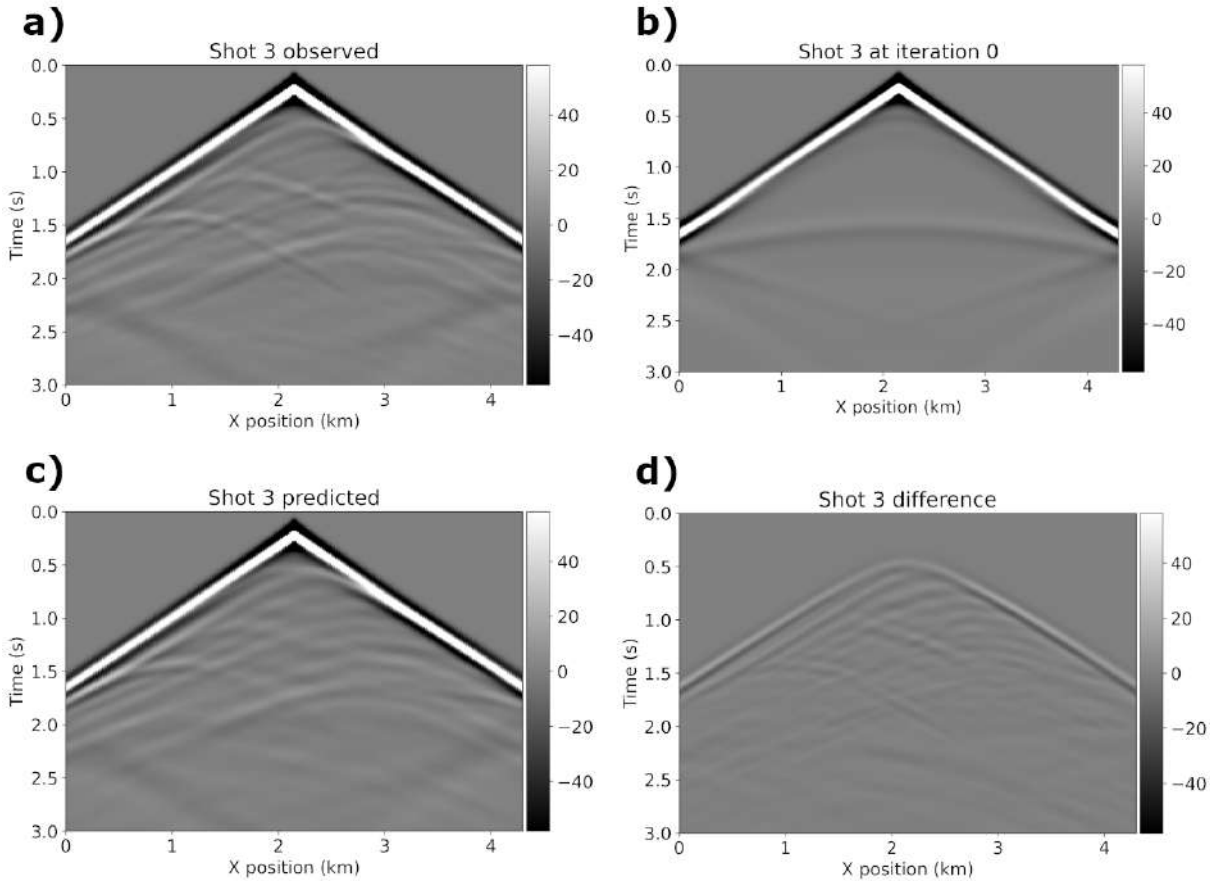 a)
Shot 3 observed
0.0
0.5
1.0
1.5
2.0
2.5
3.0
Time (s)
0 1 2 3 4
X position (km)
40
20
0
−20
−40
b)
Shot 3 at iteration 0
0.0
0.5
1.0
1.5
2.0
2.5
3.0
Time (s)
0 1 2 3 4
X position (km)
40
20
0
−20
−40
c)
Shot 3 predicted
0.0
0.5
1.0
1.5
2.0
2.5
3.0
Time (s)
0 1 2 3 4
X position (km)
40
20
0
−20
−40
d)
Shot 3 difference
0.0
0.5
1.0
1.5
2.0
2.5
3.0
Time (s)
0 1 2 3 4
X position (km)
40
20
0
−20
−40